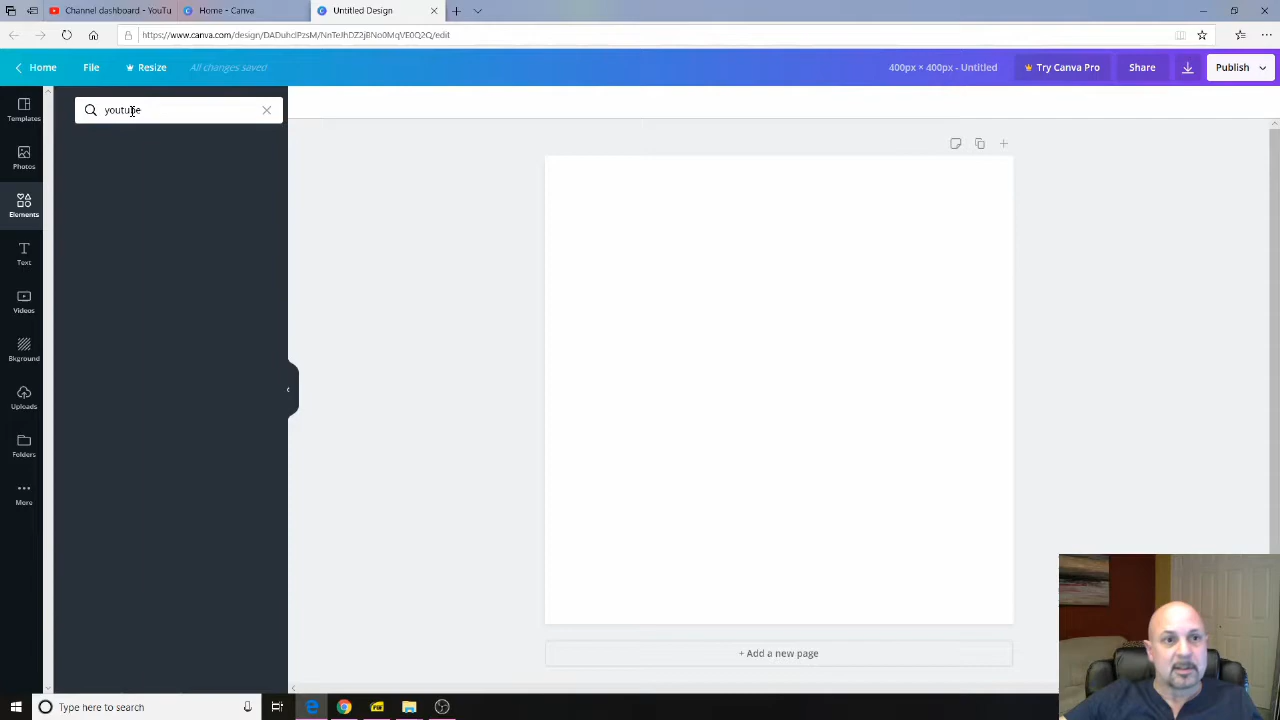 Channel dashboard - YouTu
Home - Canva
Untitled Design
https://www.canva.com/design/DADuhclPzsM/NnTeJhDZ2jBNo0MqVE0Q2Q/edit
Home
File
Resize
All changes saved
400px × 400px - Untitled
Try Canva Pro
Share
Publish
youtube
Templates
Photos
Elements
Text
Videos
Bkground
Uploads
Folders
More
+ Add a new page
Type here to search